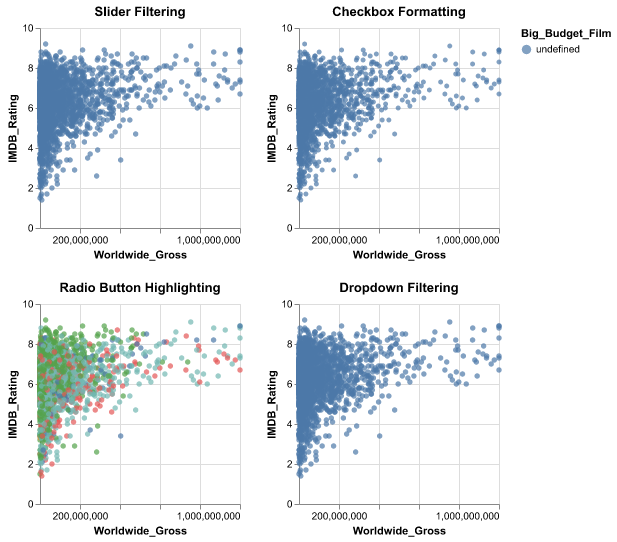 Slider Filtering
10
8
6
4
2
0
IMDB_Rating
200,000,000
1,000,000,000
Worldwide_Gross
Checkbox Formatting
10
8
6
4
2
0
IMDB_Rating
200,000,000
1,000,000,000
Worldwide_Gross
Big_Budget_Film
undefined
Radio Button Highlighting
10
8
6
4
2
0
IMDB_Rating
200,000,000
1,000,000,000
Worldwide_Gross
Dropdown Filtering
10
8
6
4
2
0
IMDB_Rating
200,000,000
1,000,000,000
Worldwide_Gross